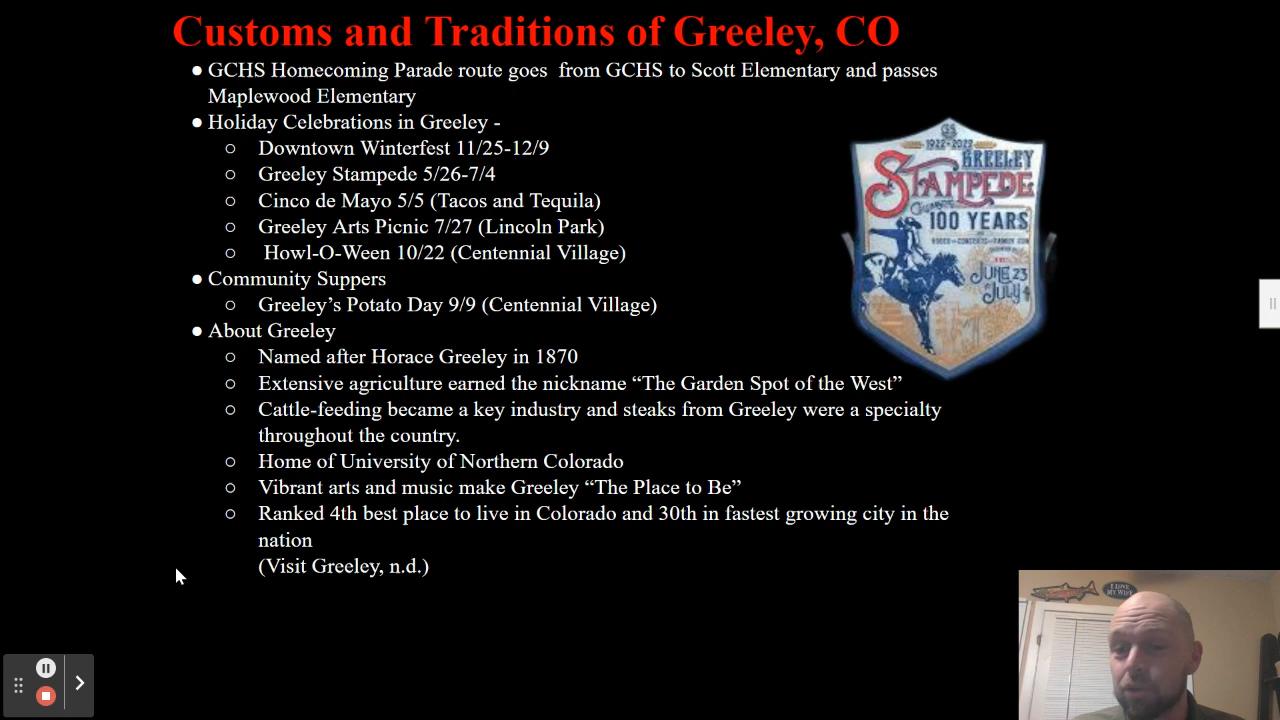 Customs and Traditions of Greeley, CO
● GCHS Homecoming Parade route goes from GCHS to Scott Elementary and passes
Maplewood Elementary
● Holiday Celebrations in Greeley -
○ Downtown Winterfest 11/25-12/9
○ Greeley Stampede 5/26-7/4
○ Cinco de Mayo 5/5 (Tacos and Tequila)
○ Greeley Arts Picnic 7/27 (Lincoln Park)
○ Howl-O-Ween 10/22 (Centennial Village)
● Community Suppers
○ Greeley’s Potato Day 9/9 (Centennial Village)
● About Greeley
○ Named after Horace Greeley in 1870
○ Extensive agriculture earned the nickname “The Garden Spot of the West”
○ Cattle-feeding became a key industry and steaks from Greeley were a specialty
throughout the country.
○ Home of University of Northern Colorado
○ Vibrant arts and music make Greeley “The Place to Be”
○ Ranked 4th best place to live in Colorado and 30th in fastest growing city in the
nation
(Visit Greeley, n.d.)
1922-2022
GREELEY
STAMPEDE
100 YEARS
JUNE 23
JULY
I LOVE
MY WIFE